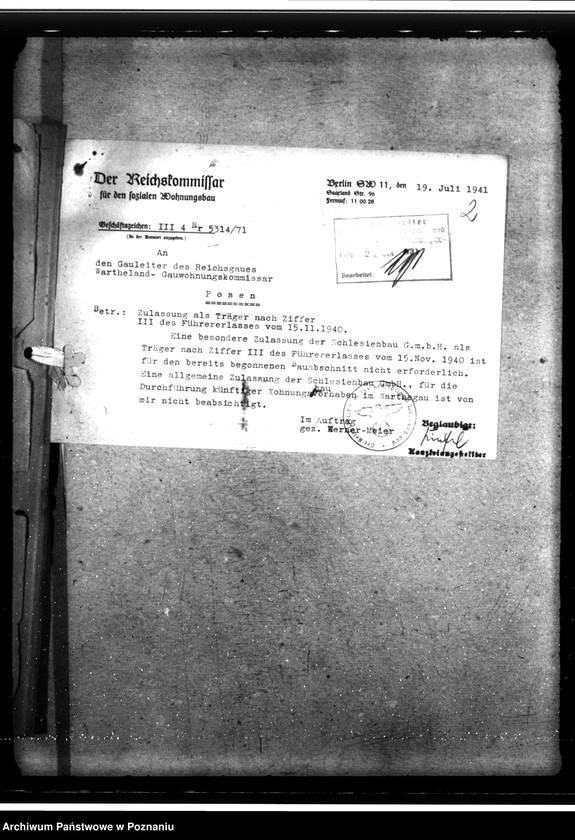 Der Reichskommissar
für den sozialen Wohnungsbau
Geschäftszeichen: III 4 Nr 5314/71
(In der Antwort anzugeben.)
Berlin SW 11, den 19. Juli 1941
Saarland Str. 96
Fernruf: 11 00 28
2
An
den Gauleiter des Reichsgaues
Wartheland- Gauwohnungskommissar
Posen
==========
Bearbeitet:
Betr.: Zulassung als Träger nach Ziffer
III des Führererlasses vom 15.11.1940.
Eine besondere Zulassung der Schlesienbau G.m.b.H. als
Träger nach Ziffer III des Führererlasses vom 15.Nov. 1940 ist
für den bereits begonnenen Bauabschnitt nicht erforderlich.
Eine allgemeine Zulassung der Schlesienbau GmbH., für die
Durchführung künftiger Wohnungsbauvorhaben im Warthegau ist von
mir nicht beabsichtigt.
Im Auftrag
gez. Werner-Meier
Beglaubigt:
Kanzleiangestellter
Archiwum Państwowe w Poznaniu